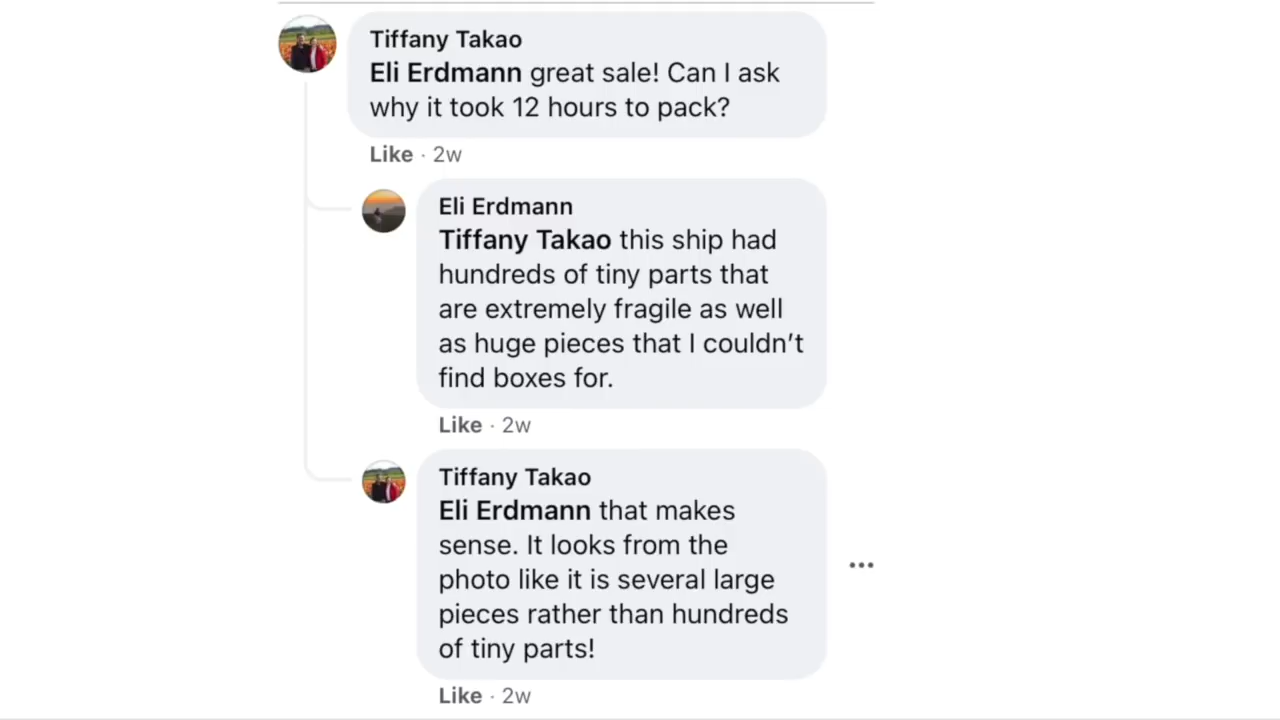 Tiffany Takao
Eli Erdmann great sale! Can I ask
why it took 12 hours to pack?
Like · 2w
Eli Erdmann
Tiffany Takao this ship had
hundreds of tiny parts that
are extremely fragile as well
as huge pieces that I couldn’t
find boxes for.
Like · 2w
Tiffany Takao
Eli Erdmann that makes
sense. It looks from the
photo like it is several large
pieces rather than hundreds
of tiny parts!
Like · 2w